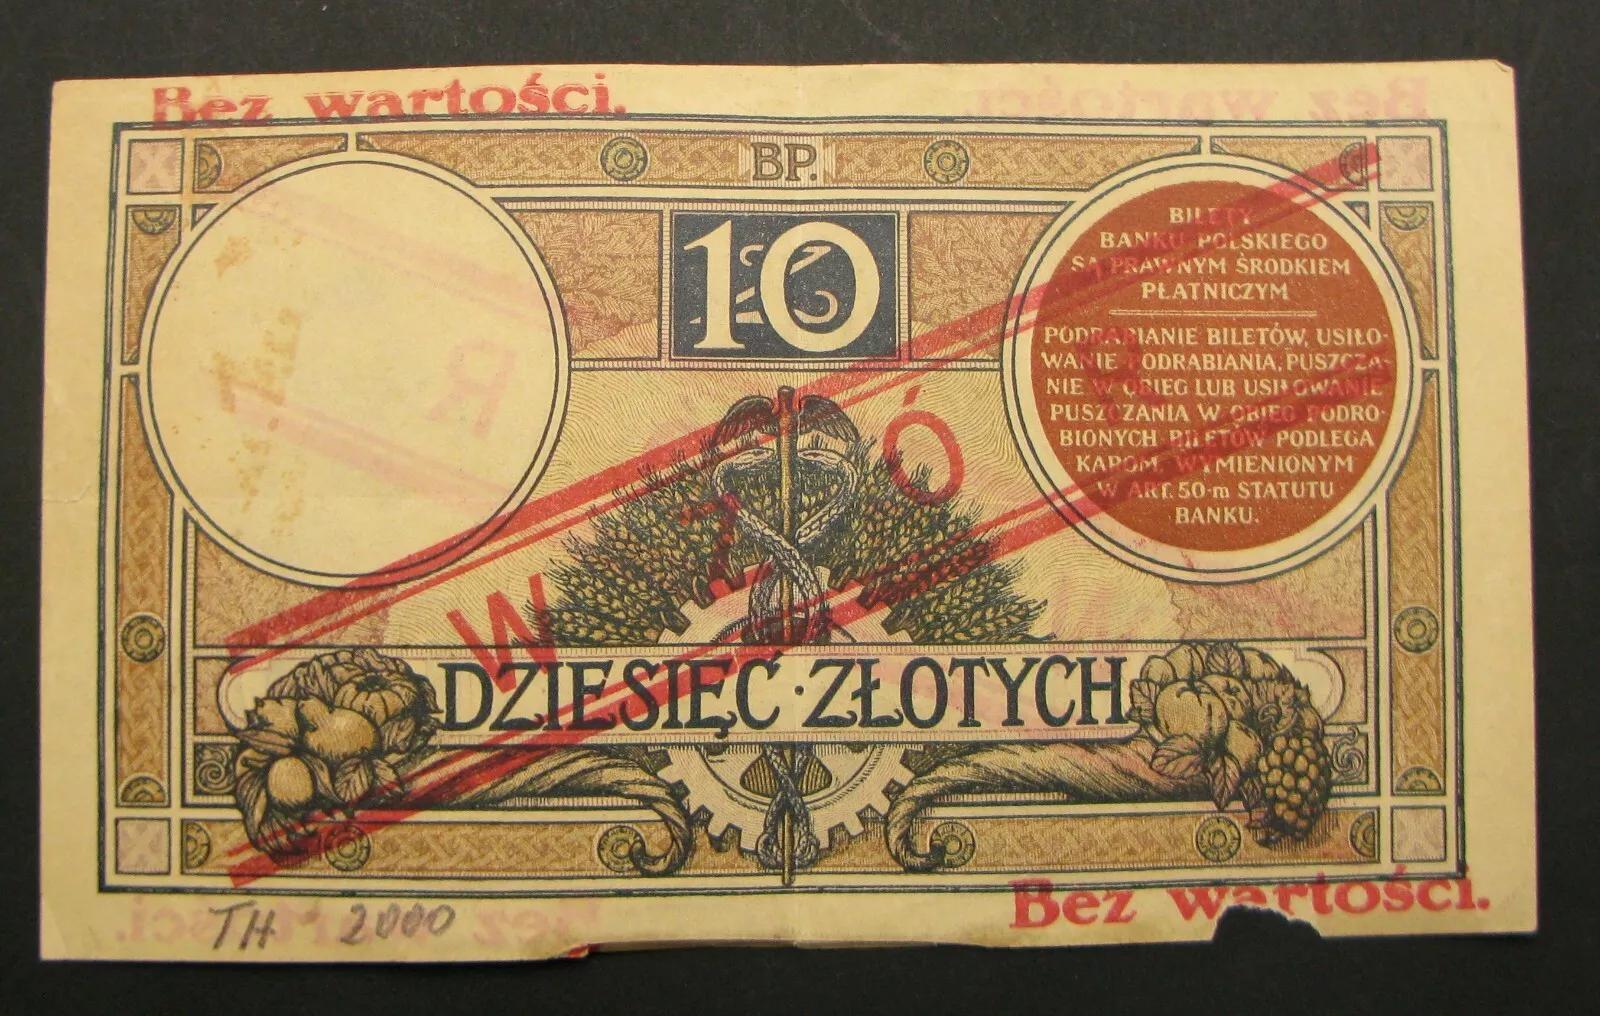 Bez wartości.
BP.
10
BILETY
BANKU POLSKIEGO
SĄ PRAWNYM ŚRODKIEM
PŁATNICZYM
PODRABIANIE BILETÓW, USIŁO-
WANIE PODRABIANIA, PUSZCZA-
NIE W OBIEG LUB USIŁOWANIE
PUSZCZANIA W OBIEG PODRO-
BIONYCH BILETÓW PODLEGA
KAROM, WYMIENIONYM
W ART. 50-m STATUTU
BANKU.
WZÓR
DZIESIĘĆ · ZŁOTYCH
Bez wartości.
TH 2000